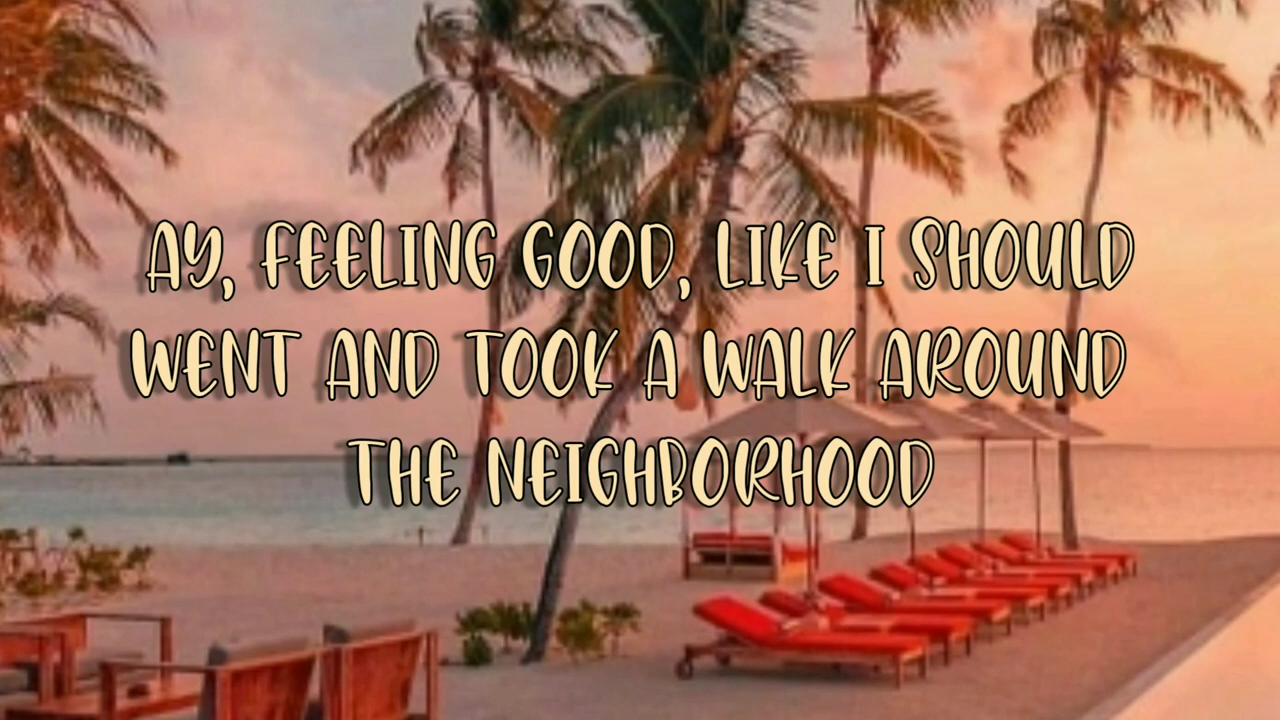 AY, FEELING GOOD, LIKE I SHOULD
WENT AND TOOK A WALK AROUND
THE NEIGHBORHOOD